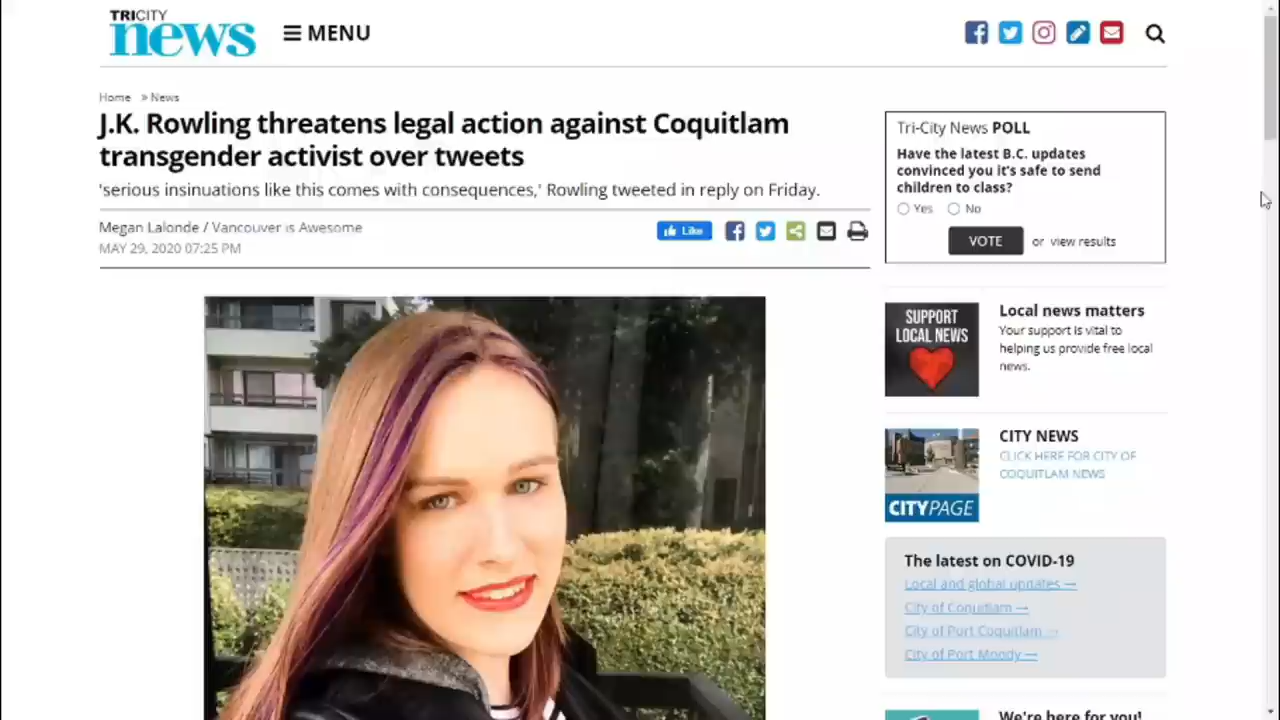 TRICITY
news
MENU
Home » News
J.K. Rowling threatens legal action against Coquitlam
transgender activist over tweets
'serious insinuations like this comes with consequences,' Rowling tweeted in reply on Friday.
Megan Lalonde / Vancouver is Awesome
MAY 29, 2020 07:25 PM
Like
Tri-City News POLL
Have the latest B.C. updates
convinced you it's safe to send
children to class?
Yes No
VOTE or view results
SUPPORT
LOCAL NEWS
Local news matters
Your support is vital to
helping us provide free local
news.
CITYPAGE
CITY NEWS
CLICK HERE FOR CITY OF
COQUITLAM NEWS
The latest on COVID-19
Local and global updates →
City of Coquitlam →
City of Port Coquitlam →
City of Port Moody →
We're here for you!